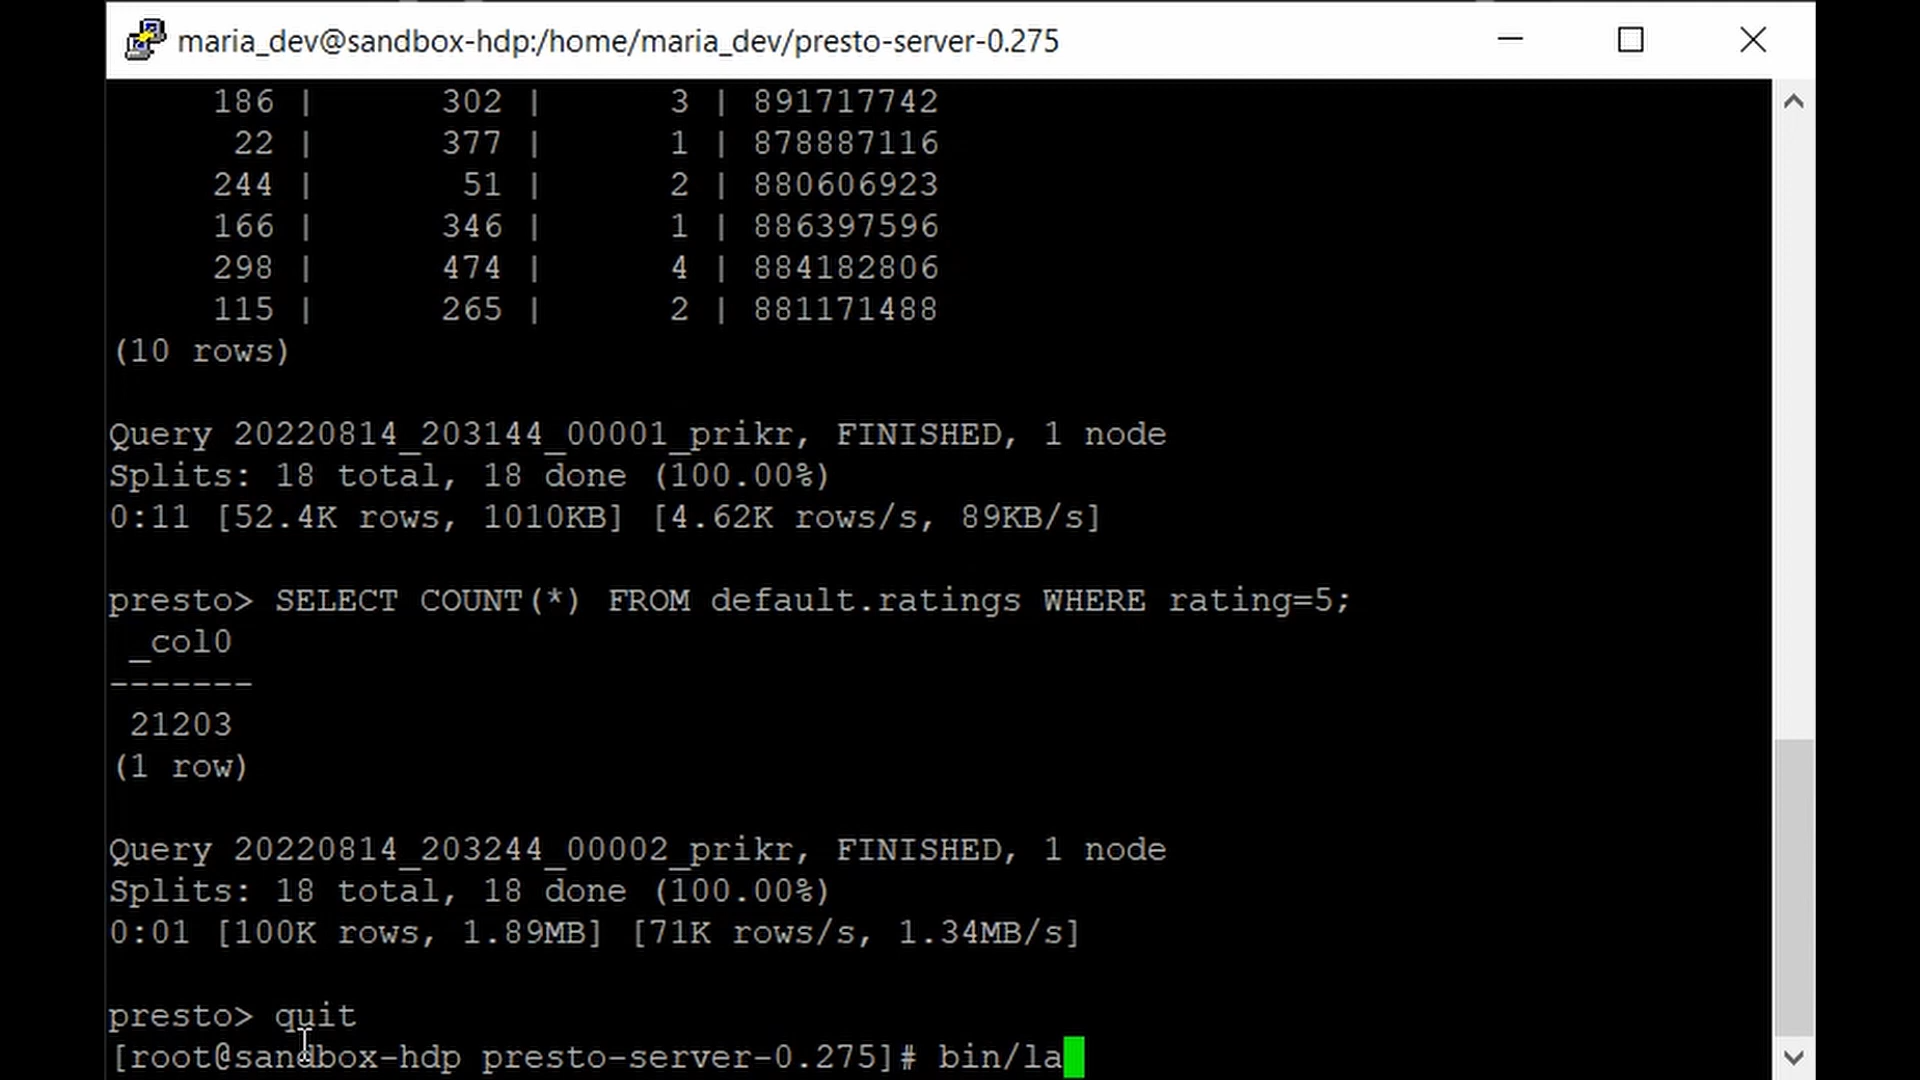 maria_dev@sandbox-hdp:/home/maria_dev/presto-server-0.275
186 | 302 | 3 | 891717742
22 | 377 | 1 | 878887116
244 | 51 | 2 | 880606923
166 | 346 | 1 | 886397596
298 | 474 | 4 | 884182806
115 | 265 | 2 | 881171488
(10 rows)
Query 20220814_203144_00001_prikr, FINISHED, 1 node
Splits: 18 total, 18 done (100.00%)
0:11 [52.4K rows, 1010KB] [4.62K rows/s, 89KB/s]
presto> SELECT COUNT(*) FROM default.ratings WHERE rating=5;
_col0
-------
21203
(1 row)
Query 20220814_203244_00002_prikr, FINISHED, 1 node
Splits: 18 total, 18 done (100.00%)
0:01 [100K rows, 1.89MB] [71K rows/s, 1.34MB/s]
presto> quit
[root@sandbox-hdp presto-server-0.275]# bin/la